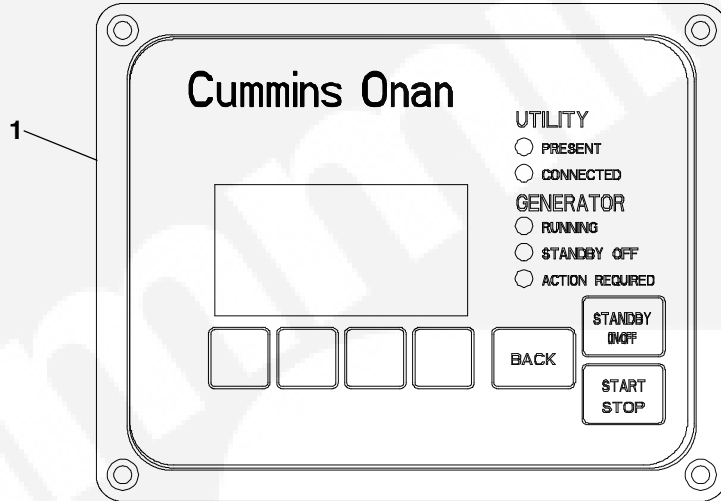 Cummins Onan
1
UTILITY
PRESENT
CONNECTED
GENERATOR
RUNNING
STANDBY OFF
ACTION REQUIRED
STANDBY
ON/OFF
BACK
START
STOP